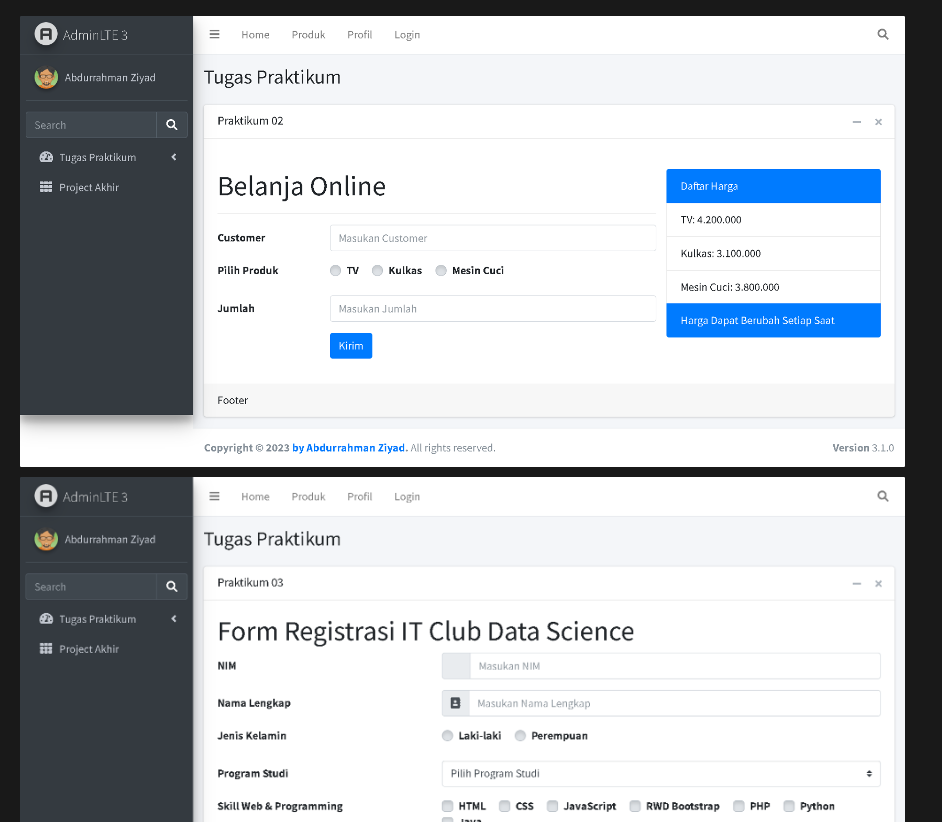 AdminLTE 3
Home Produk Profil Login
Abdurrahman Ziyad
Search
Tugas Praktikum
Project Akhir
Tugas Praktikum
Praktikum 02
Belanja Online
Customer Masukan Customer
Pilih Produk TV Kulkas Mesin Cuci
Jumlah Masukan Jumlah
Kirim
Daftar Harga
TV: 4.200.000
Kulkas: 3.100.000
Mesin Cuci: 3.800.000
Harga Dapat Berubah Setiap Saat
Footer
Copyright © 2023 by Abdurrahman Ziyad. All rights reserved. Version 3.1.0
AdminLTE 3
Home Produk Profil Login
Abdurrahman Ziyad
Search
Tugas Praktikum
Project Akhir
Tugas Praktikum
Praktikum 03
Form Registrasi IT Club Data Science
NIM Masukan NIM
Nama Lengkap Masukan Nama Lengkap
Jenis Kelamin Laki-laki Perempuan
Program Studi Pilih Program Studi
Skill Web & Programming HTML CSS JavaScript RWD Bootstrap PHP Python
Java